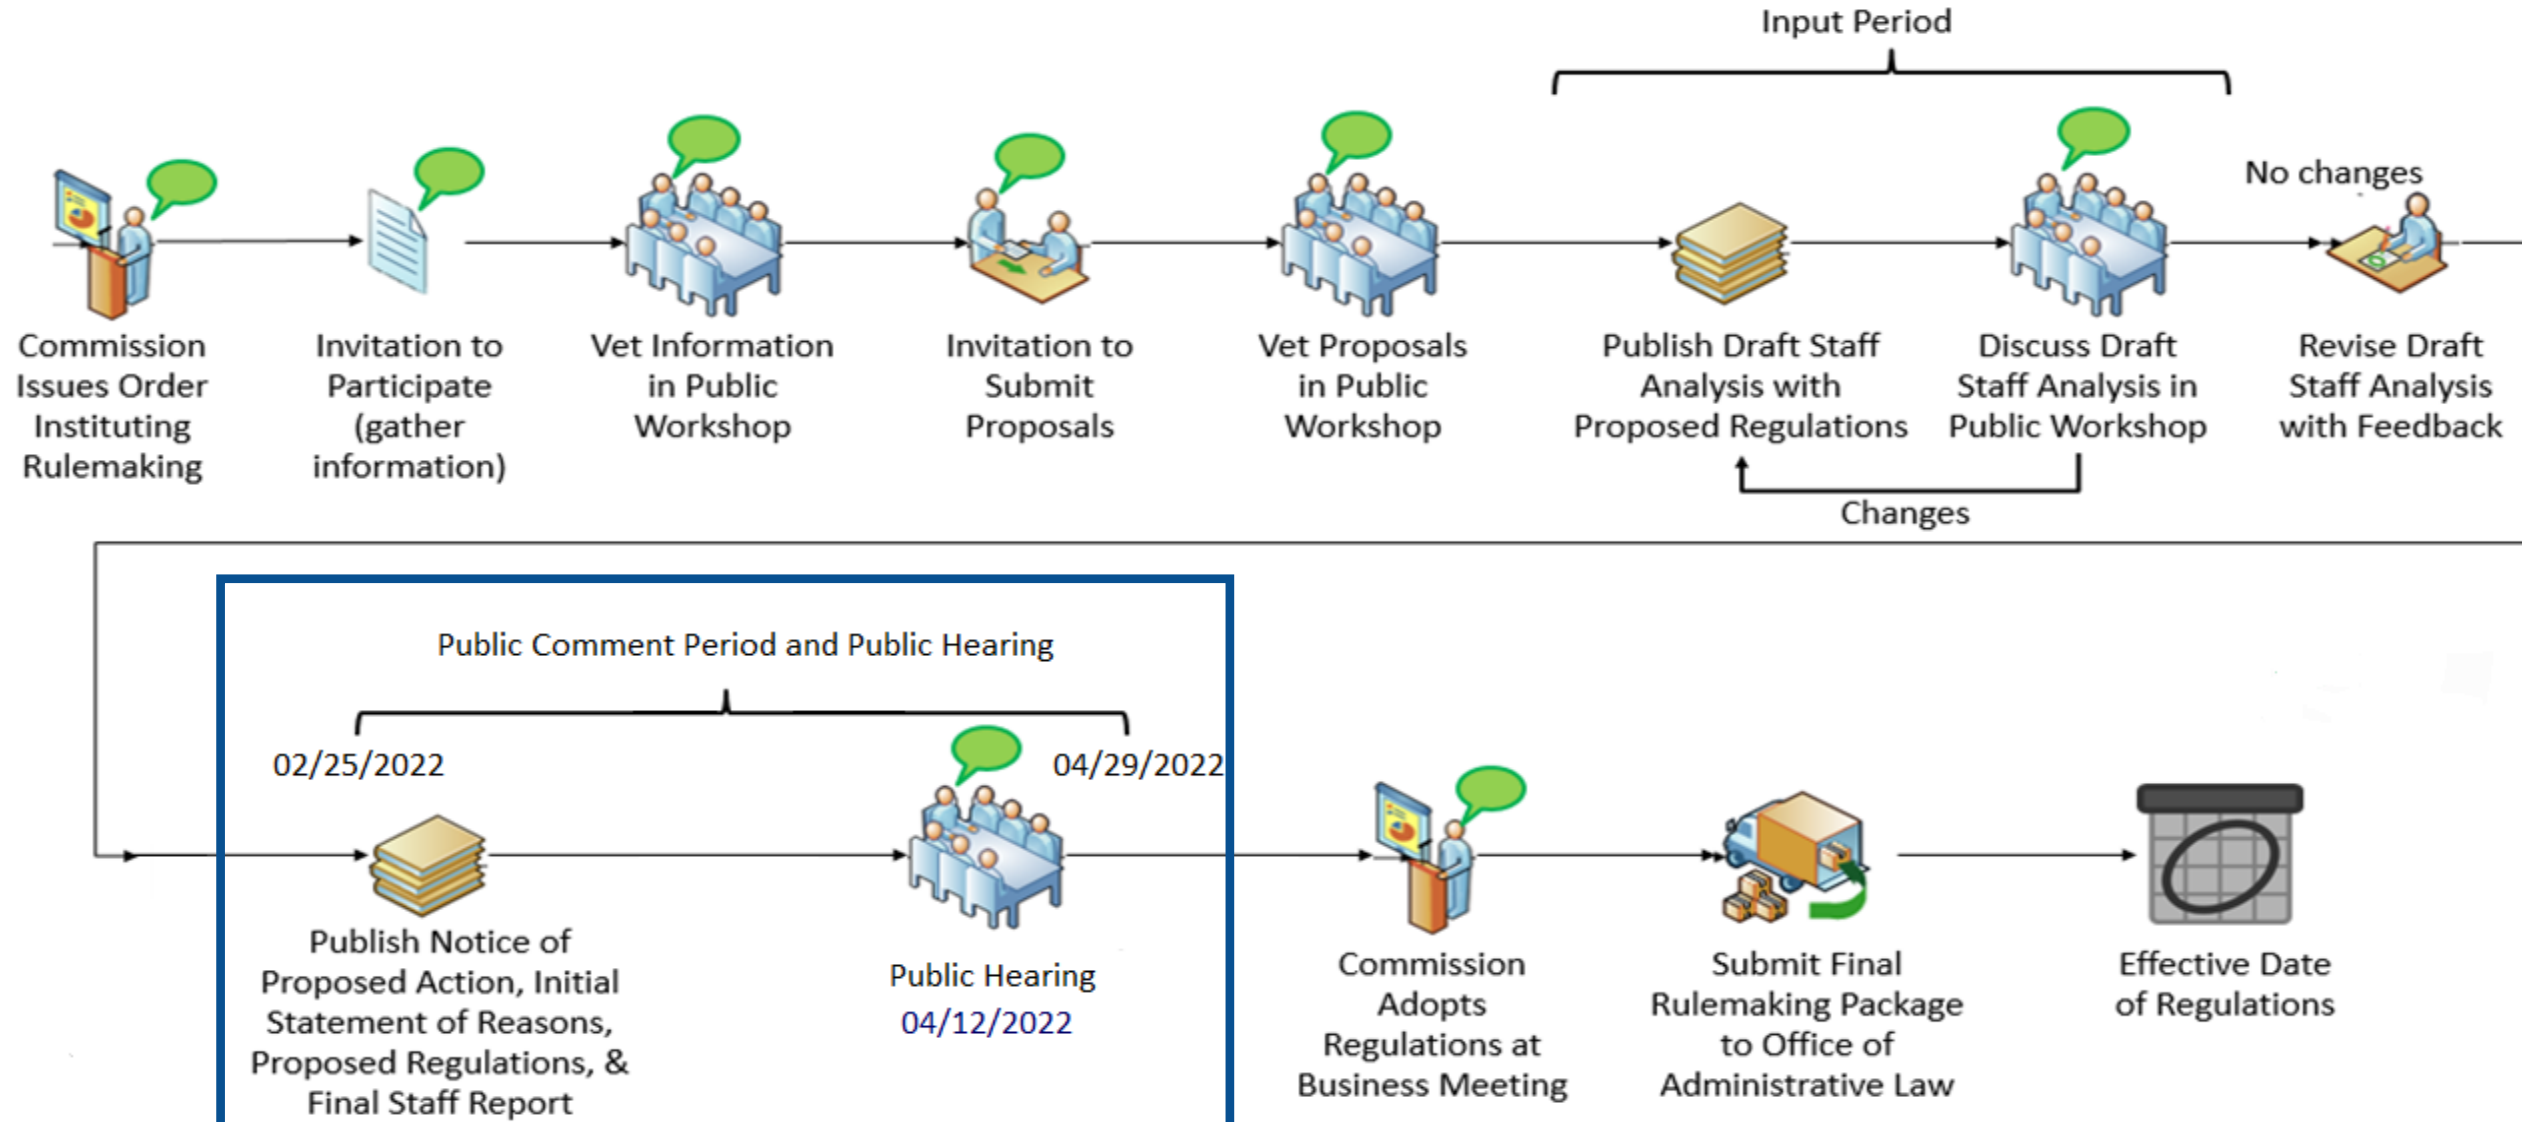 Input Period
No changes
Commission
Issues Order
Instituting
Rulemaking
Invitation to
Participate
(gather
information)
Vet Information
in Public
Workshop
Invitation to
Submit
Proposals
Vet Proposals
in Public
Workshop
Publish Draft Staff
Analysis with
Proposed Regulations
Discuss Draft
Staff Analysis in
Public Workshop
Revise Draft
Staff Analysis
with Feedback
Changes
Public Comment Period and Public Hearing
02/25/2022
04/29/2022
Publish Notice of
Proposed Action, Initial
Statement of Reasons,
Proposed Regulations, &
Final Staff Report
Public Hearing
04/12/2022
Commission
Adopts
Regulations at
Business Meeting
Submit Final
Rulemaking Package
to Office of
Administrative Law
Effective Date
of Regulations